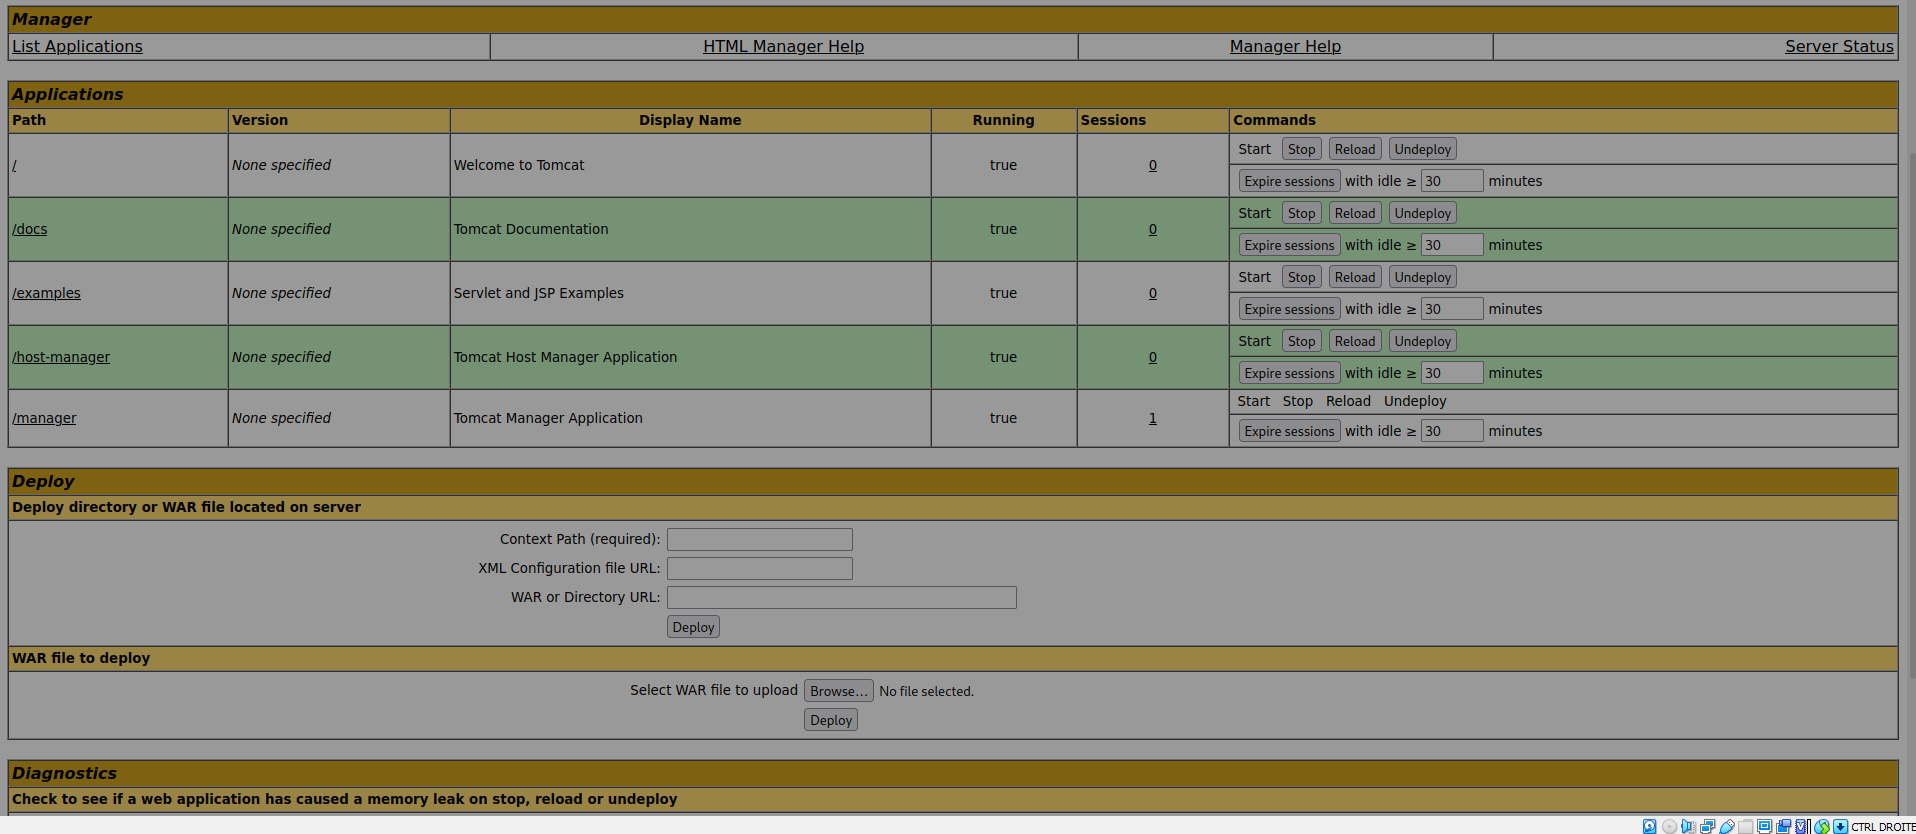 Manager
List Applications HTML Manager Help Manager Help Server Status
Applications
Path Version Display Name Running Sessions Commands
/ None specified Welcome to Tomcat true 0 Start Stop Reload Undeploy
Expire sessions with idle ≥ 30 minutes
/docs None specified Tomcat Documentation true 0 Start Stop Reload Undeploy
Expire sessions with idle ≥ 30 minutes
/examples None specified Servlet and JSP Examples true 0 Start Stop Reload Undeploy
Expire sessions with idle ≥ 30 minutes
/host-manager None specified Tomcat Host Manager Application true 0 Start Stop Reload Undeploy
Expire sessions with idle ≥ 30 minutes
/manager None specified Tomcat Manager Application true 1 Start Stop Reload Undeploy
Expire sessions with idle ≥ 30 minutes
Deploy
Deploy directory or WAR file located on server
Context Path (required):
XML Configuration file URL:
WAR or Directory URL:
Deploy
WAR file to deploy
Select WAR file to upload Browse... No file selected.
Deploy
Diagnostics
Check to see if a web application has caused a memory leak on stop, reload or undeploy
CTRL DROITE